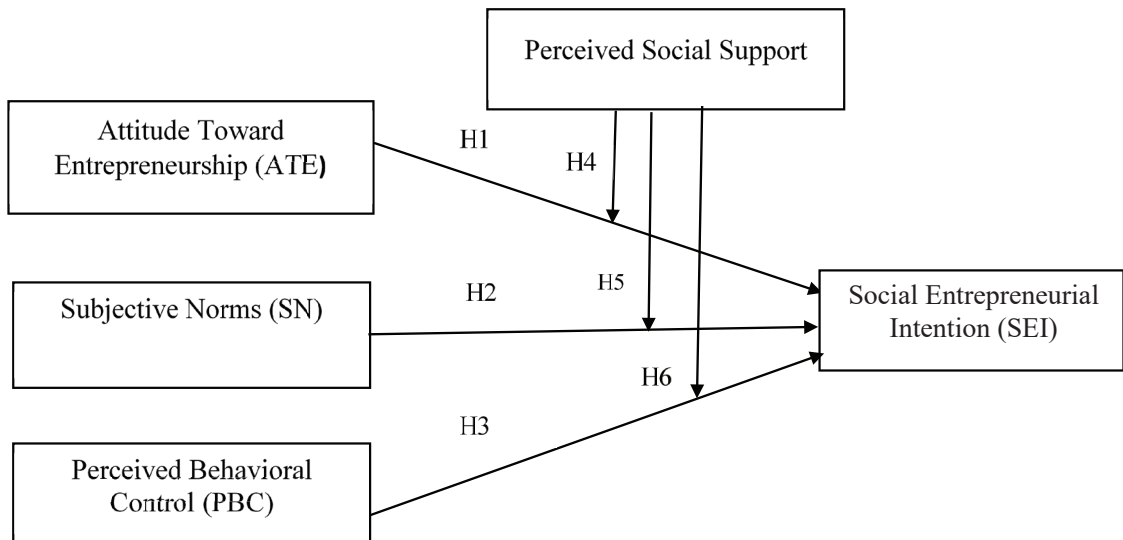 Perceived Social Support
Attitude Toward
Entrepreneurship (ATE)
H1
H4
Subjective Norms (SN)
H2
H5
Social Entrepreneurial
Intention (SEI)
H6
H3
Perceived Behavioral
Control (PBC)